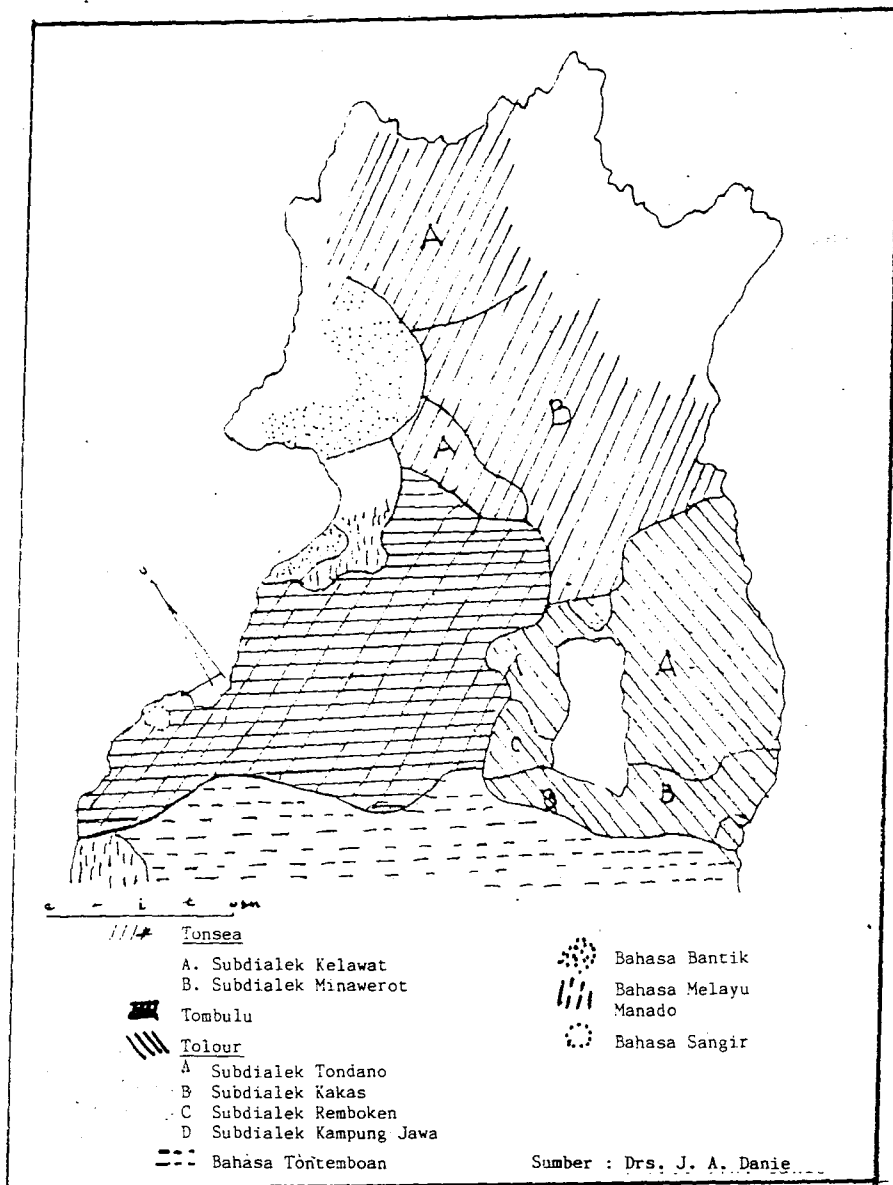 A
B
A
A
C
B
B
Tonsea
A. Subdialek Kelawat
B. Subdialek Minawerot
Tombulu
Tolour
A Subdialek Tondano
B Subdialek Kakas
C Subdialek Remboken
D Subdialek Kampung Jawa
Bahasa Tontemboan
Bahasa Bantik
Bahasa Melayu
Manado
Bahasa Sangir
Sumber : Drs. J. A. Danie